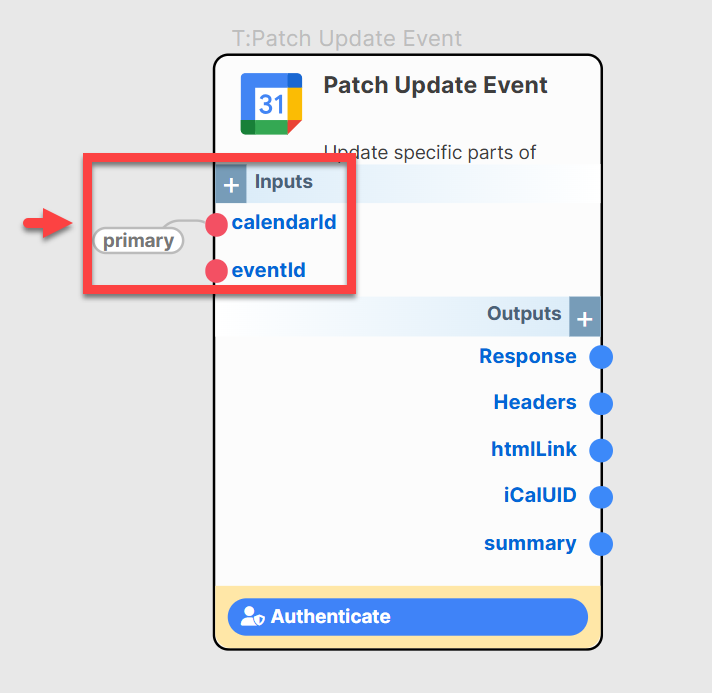 T:Patch Update Event
31
Patch Update Event
Update specific parts of
+ Inputs
primary
calendarId
eventId
Outputs +
Response
Headers
htmlLink
iCalUID
summary
Authenticate